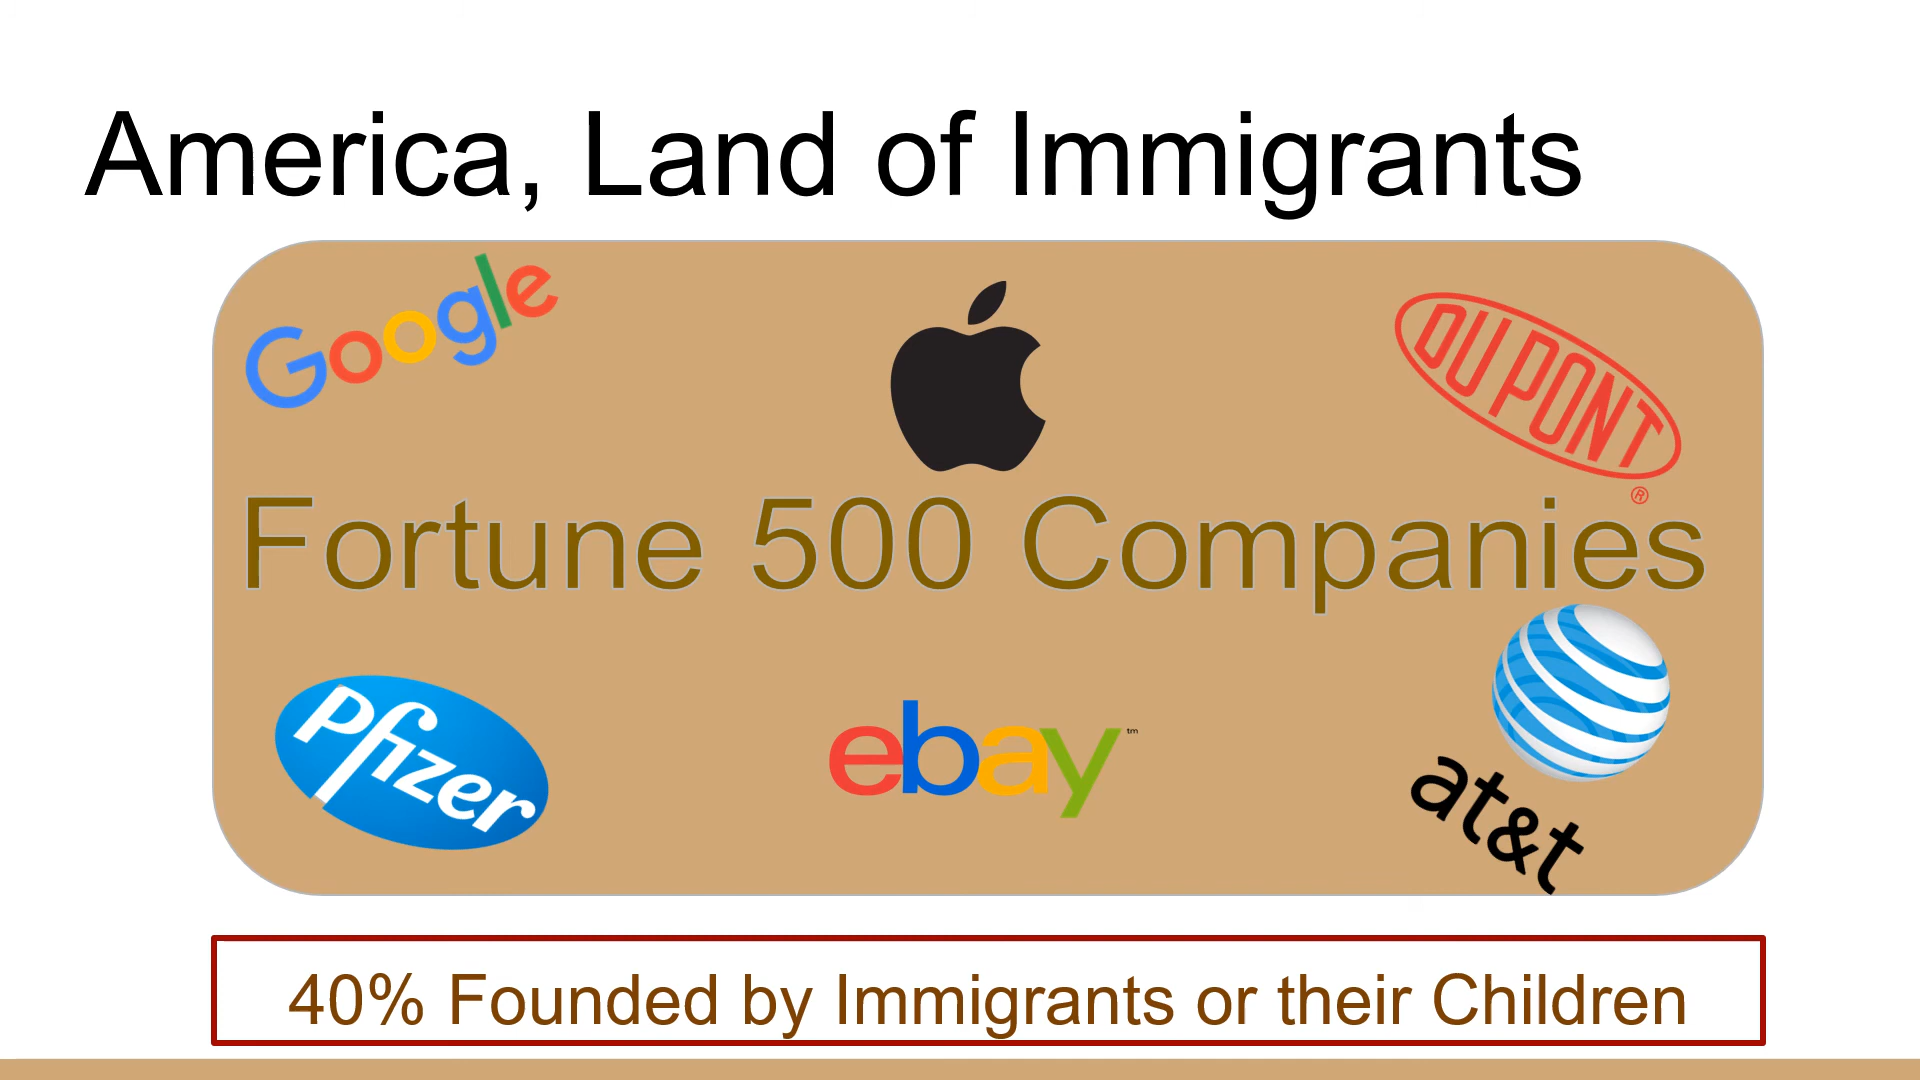 America, Land of Immigrants
Google
DU PONT
®
Fortune 500 Companies
Pfizer
ebay™
at&t
40% Founded by Immigrants or their Children